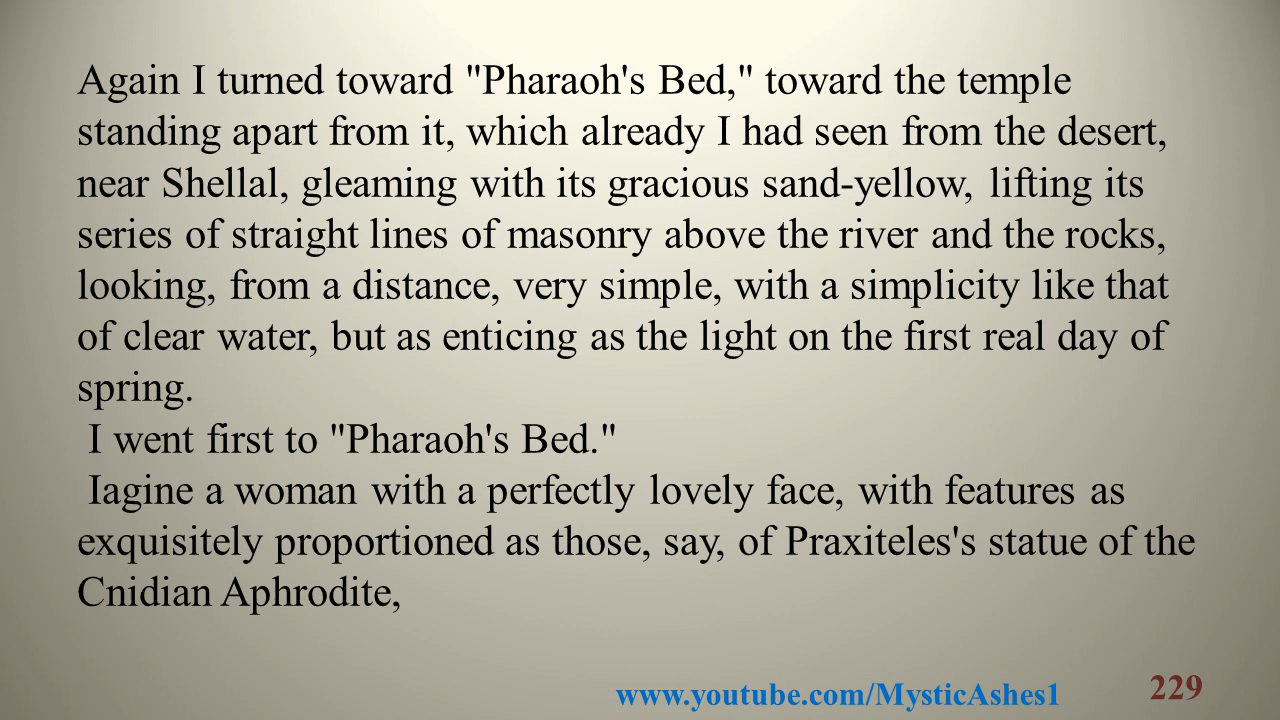 Again I turned toward "Pharaoh's Bed," toward the temple
standing apart from it, which already I had seen from the desert,
near Shellal, gleaming with its gracious sand-yellow, lifting its
series of straight lines of masonry above the river and the rocks,
looking, from a distance, very simple, with a simplicity like that
of clear water, but as enticing as the light on the first real day of
spring.
I went first to "Pharaoh's Bed."
Iagine a woman with a perfectly lovely face, with features as
exquisitely proportioned as those, say, of Praxiteles's statue of the
Cnidian Aphrodite,
www.youtube.com/MysticAshes1
229